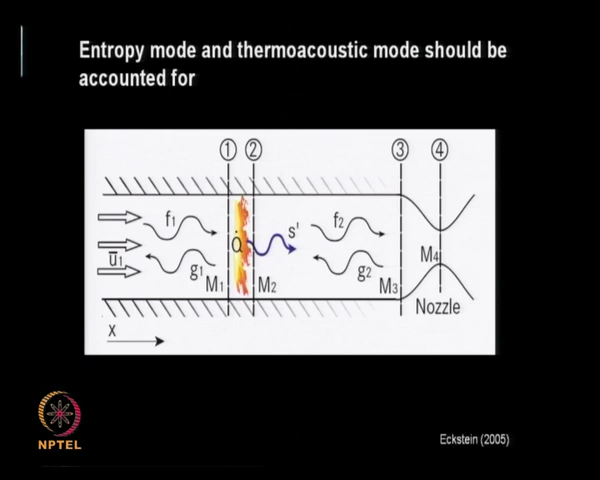 Entropy mode and thermoacoustic mode should be
accounted for
① ② ③ ④
f₁ Q̇ s' f₂
ū₁ g₁ M₁ M₂ g₂ M₃ M₄
Nozzle
x
NPTEL
Eckstein (2005)